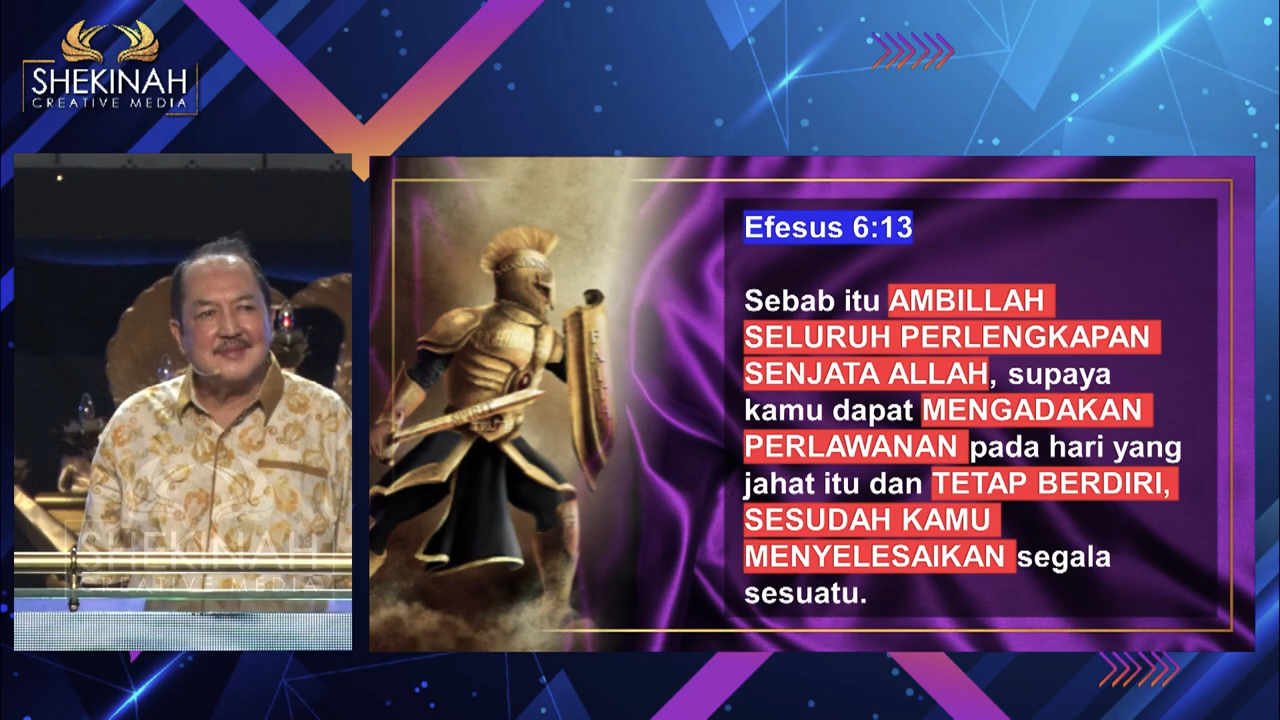 SHEKINAH
CREATIVE MEDIA
Efesus 6:13
Sebab itu AMBILLAH
SELURUH PERLENGKAPAN
SENJATA ALLAH, supaya
kamu dapat MENGADAKAN
PERLAWANAN pada hari yang
jahat itu dan TETAP BERDIRI,
SESUDAH KAMU
MENYELESAIKAN segala
sesuatu.
FAITH
SHEKINAH
CREATIVE MEDIA